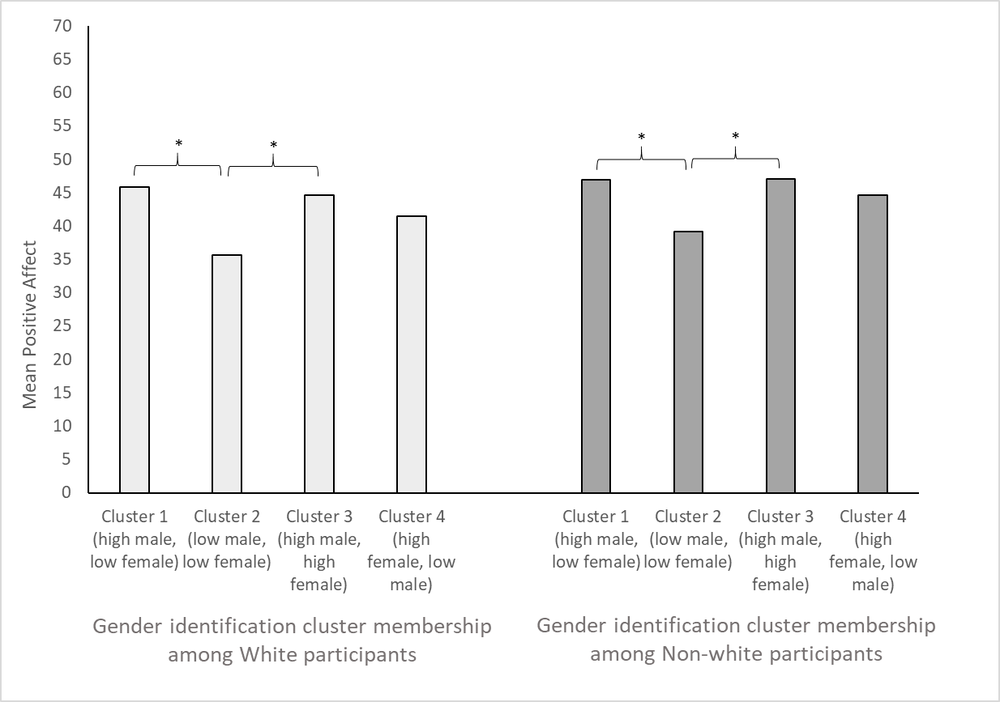 70
65
60
55
50
45
40
35
30
25
20
15
10
5
0
Mean Positive Affect
*
*
*
*
Cluster 1
(high male,
low female)
Cluster 2
(low male,
low female)
Cluster 3
(high male,
high
female)
Cluster 4
(high
female, low
male)
Cluster 1
(high male,
low female)
Cluster 2
(low male,
low female)
Cluster 3
(high male,
high
female)
Cluster 4
(high
female, low
male)
Gender identification cluster membership
among White participants
Gender identification cluster membership
among Non-white participants